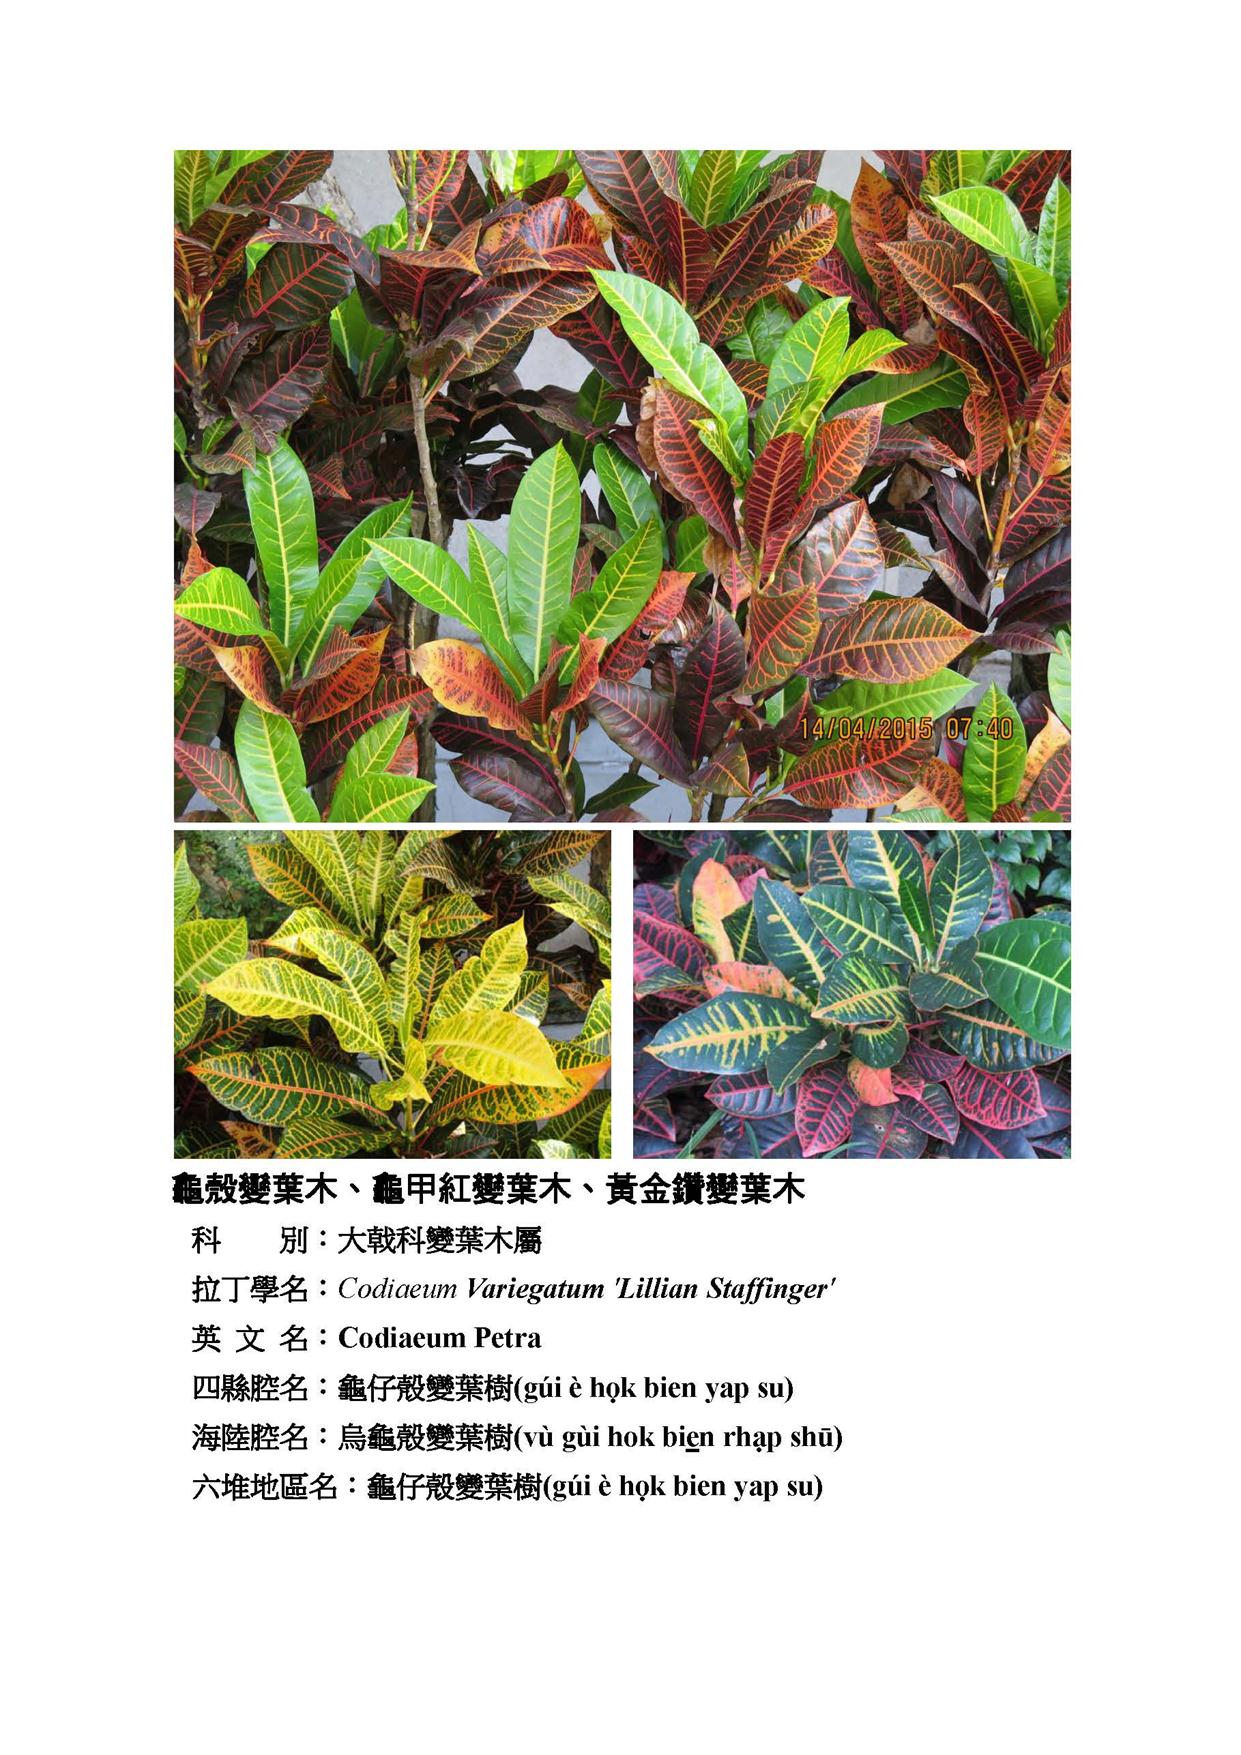 14/04/2015 07:40
龜殼變葉木、龜甲紅變葉木、黃金鑽變葉木
科　　別：大戟科變葉木屬
拉丁學名：Codiaeum Variegatum 'Lillian Staffinger'
英 文 名：Codiaeum Petra
四縣腔名：龜仔殼變葉樹(gúi è họk bien yap su)
海陸腔名：烏龜殼變葉樹(vù gùi hok bien rhạp shū)
六堆地區名：龜仔殼變葉樹(gúi è họk bien yap su)